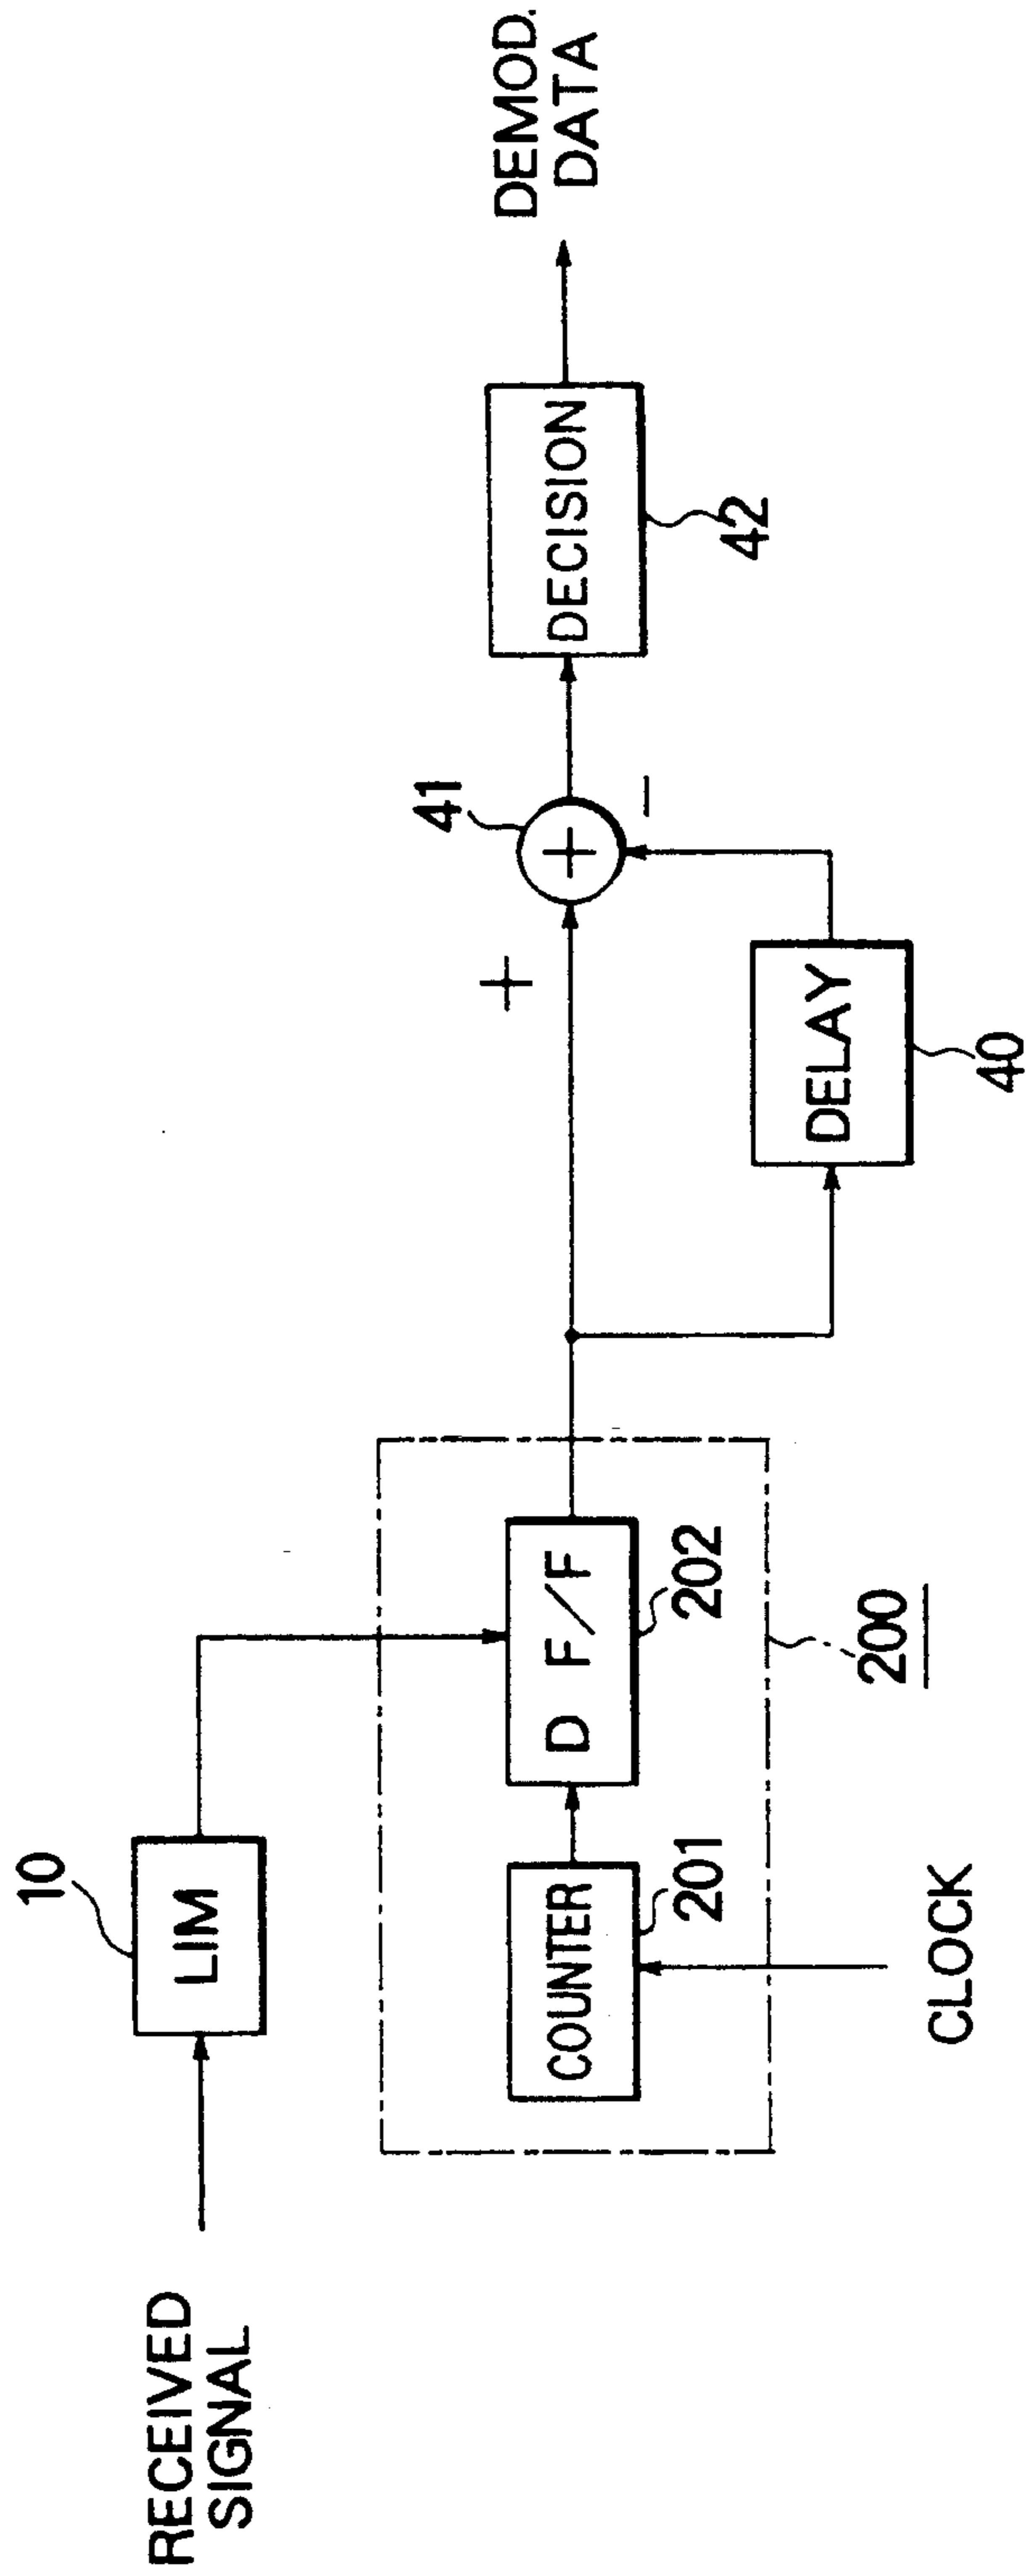 RECEIVED
SIGNAL
10
LIM
COUNTER
201
D F/F
202
200
CLOCK
+
DELAY
40
41
+
−
DECISION
42
DEMOD.
DATA